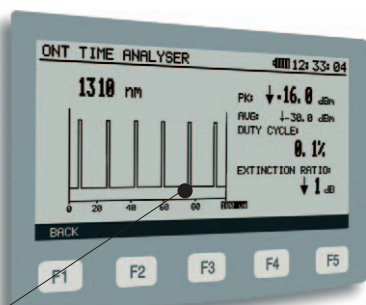 ONT TIME ANALYSER 12:33:04
1310 nm
PK: ↓-16.0 dBm
AVG: ↓-30.0 dBm
DUTY CYCLE:
0.1%
EXTINCTION RATIO:
↓1 dB
0 20 40 60 80
BACK
F1 F2 F3 F4 F5